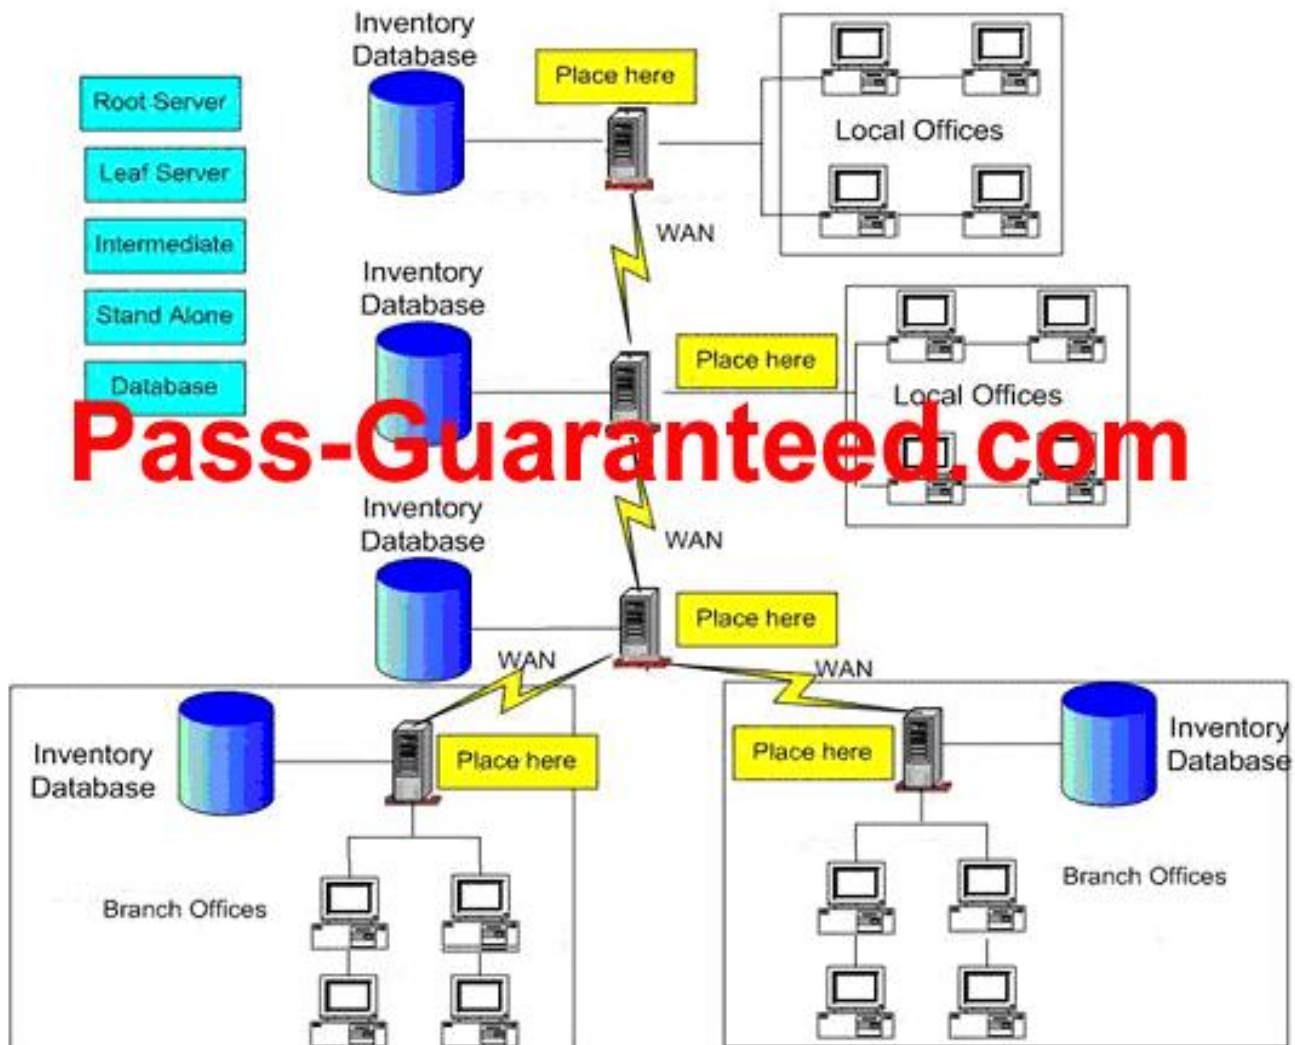 Inventory
Database
Place here
Root Server
Local Offices
Leaf Server
WAN
Intermediate
Inventory
Database
Stand Alone
Place here
Database
Local Offices
Pass-Guaranteed.com
Inventory
Database
WAN
Place here
WAN
WAN
Inventory
Database
Place here
Place here
Inventory
Database
Branch Offices
Branch Offices